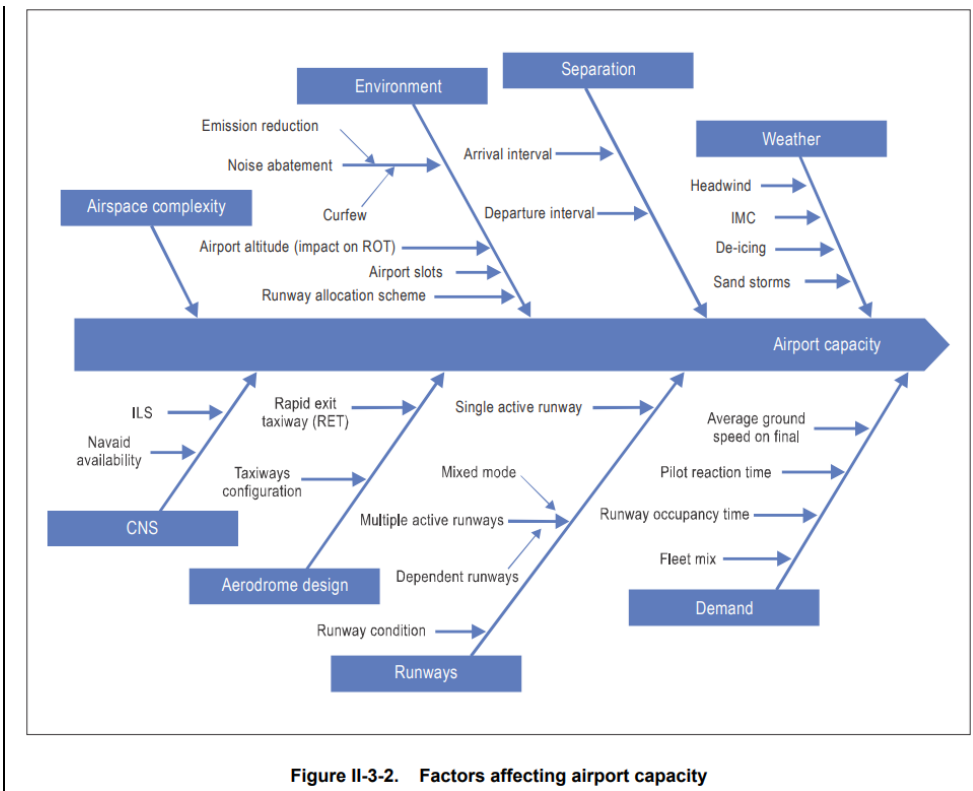 Separation
Environment
Emission reduction
Weather
Arrival interval
Noise abatement
Headwind
Airspace complexity
Curfew
Departure interval
IMC
Airport altitude (impact on ROT)
De-icing
Airport slots
Sand storms
Runway allocation scheme
Airport capacity
ILS
Rapid exit
taxiway (RET)
Single active runway
Average ground
speed on final
Navaid
availability
Taxiways
configuration
Mixed mode
Pilot reaction time
CNS
Multiple active runways
Runway occupancy time
Dependent runways
Fleet mix
Aerodrome design
Demand
Runway condition
Runways
Figure II-3-2. Factors affecting airport capacity